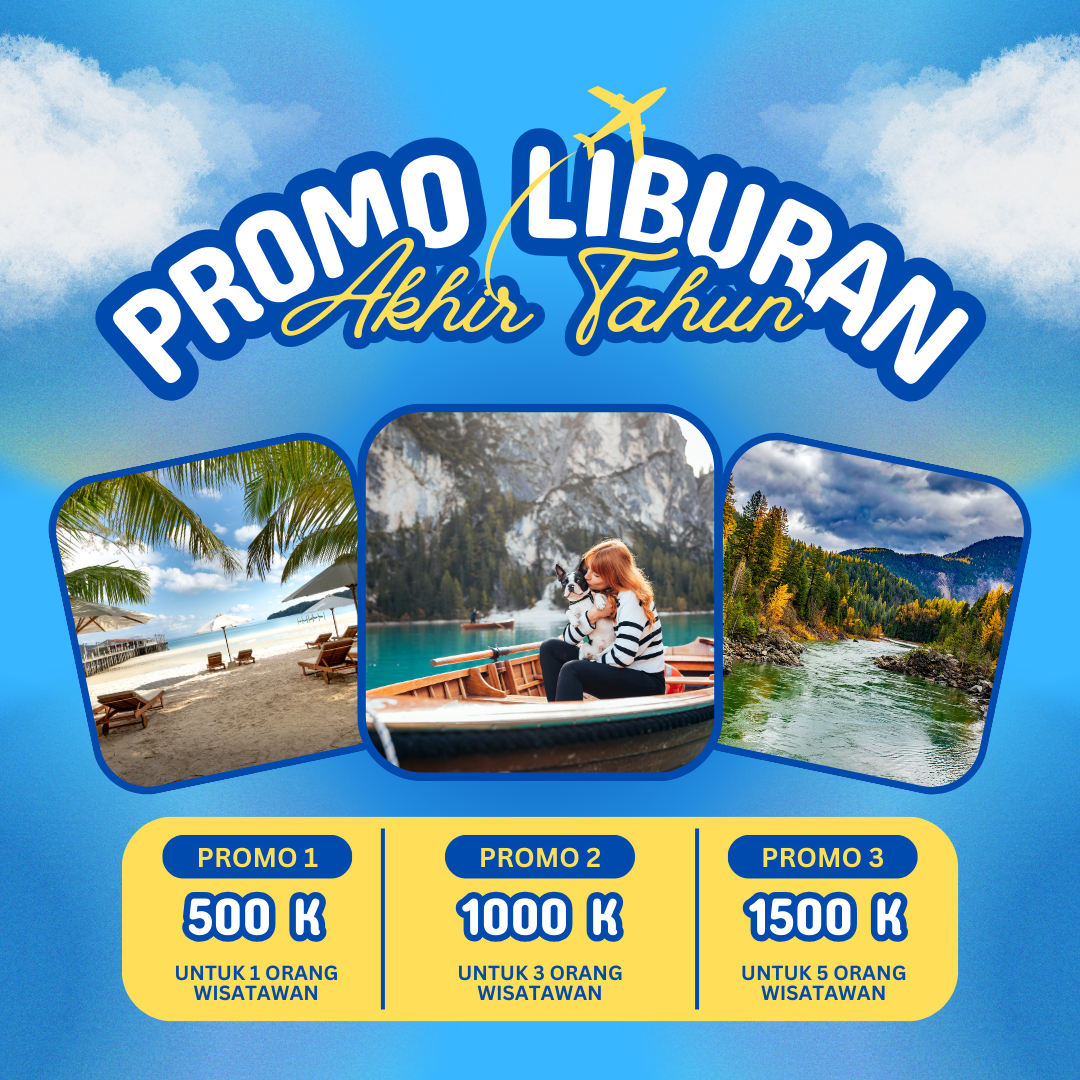 PROMO LIBURAN
Akhir Tahun
PROMO 1
500 K
UNTUK 1 ORANG
WISATAWAN
PROMO 2
1000 K
UNTUK 3 ORANG
WISATAWAN
PROMO 3
1500 K
UNTUK 5 ORANG
WISATAWAN